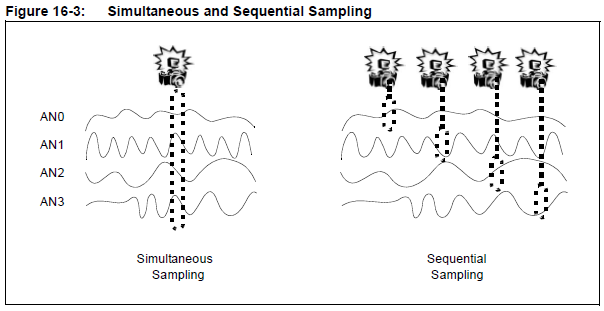 Figure 16-3: Simultaneous and Sequential Sampling
AN0
AN1
AN2
AN3
Simultaneous
Sampling
Sequential
Sampling